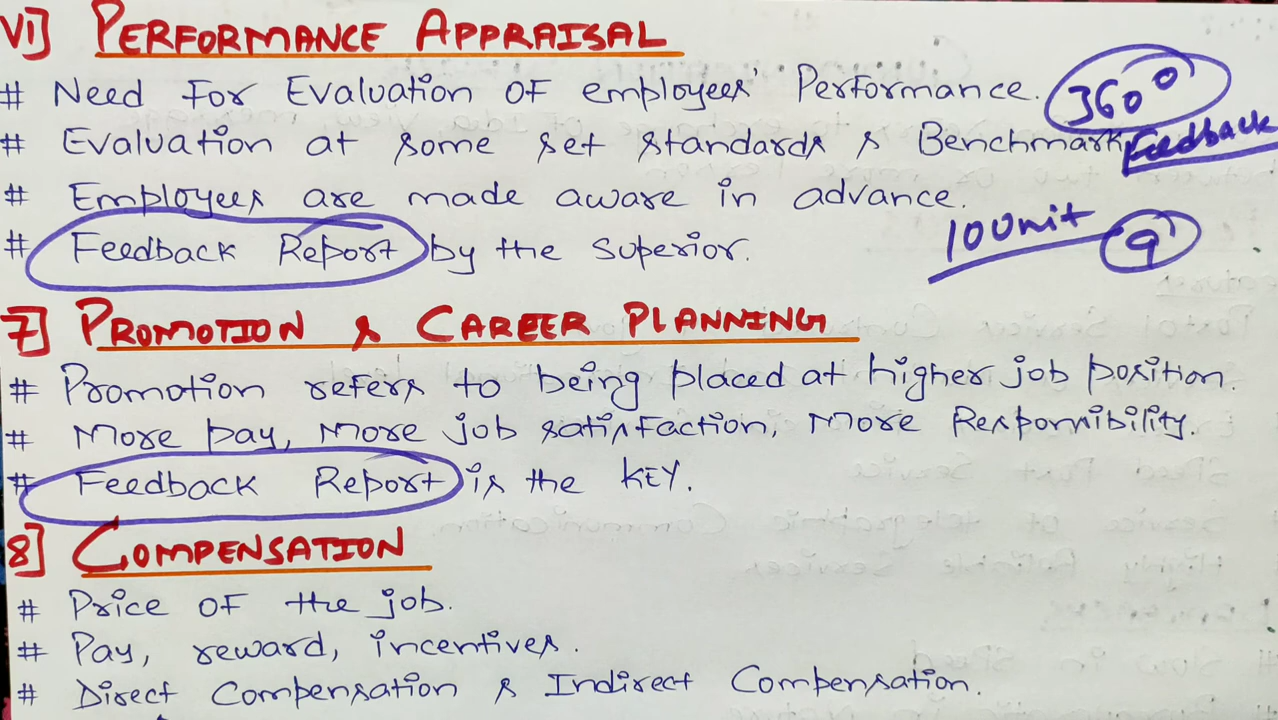 VI] PERFORMANCE APPRAISAL
# Need For Evaluation OF employees' Performance.
360°
# Evaluation at some set standards & Benchmark
Feedback
# Employees are made aware in advance.
# Feedback Report by the superior.
10 Unit 9
7] PROMOTION & CAREER PLANNING
# Promotion refers to being placed at higher job position.
# More pay, More job satisfaction, More Responsibility.
# Feedback Report is the KEY.
8] COMPENSATION
# Price OF the job.
# Pay, reward, incentives.
# Direct Compensation & Indirect Compensation.